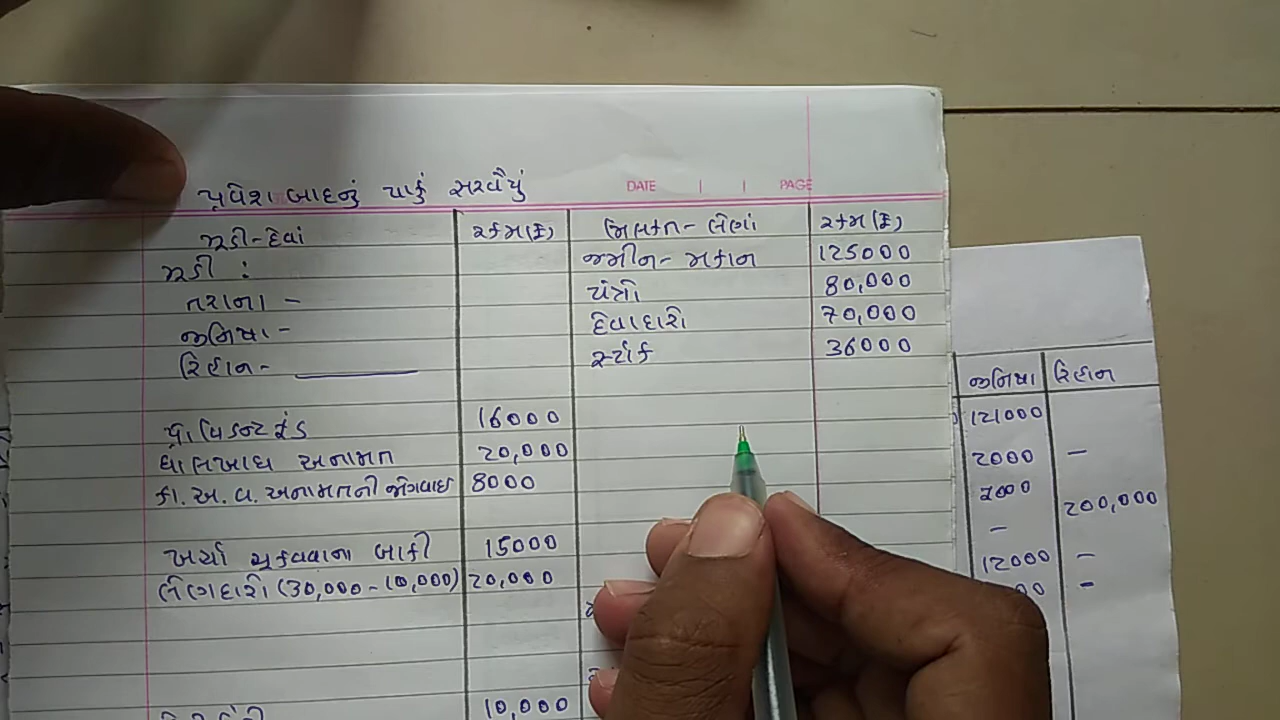 પ્રવેશ બાદનું પાકું સરવૈયું
DATE PAGE
મૂડી-દેવાં રકમ(₹) મિલકત-લેણાં રકમ(₹)
મૂડી : જમીન-મકાન 125000
તરાના - યંત્રો 80,000
જનિષા- દેવાદારો 70,000
રિહાન- સ્ટોક 36000
પ્રોવિડન્ટ ફંડ 16000
ઘાલખાધ અનામત 20,000
કા.અ.વ.અનામતની જોગવાઈ 8000
ખર્ચા ચુકવવાના બાકી 15000
લેણદારો (30,000-10,000) 20,000
10,000
જનિષા રિહાન
121000
2000 -
200,000
-
12000 -
-